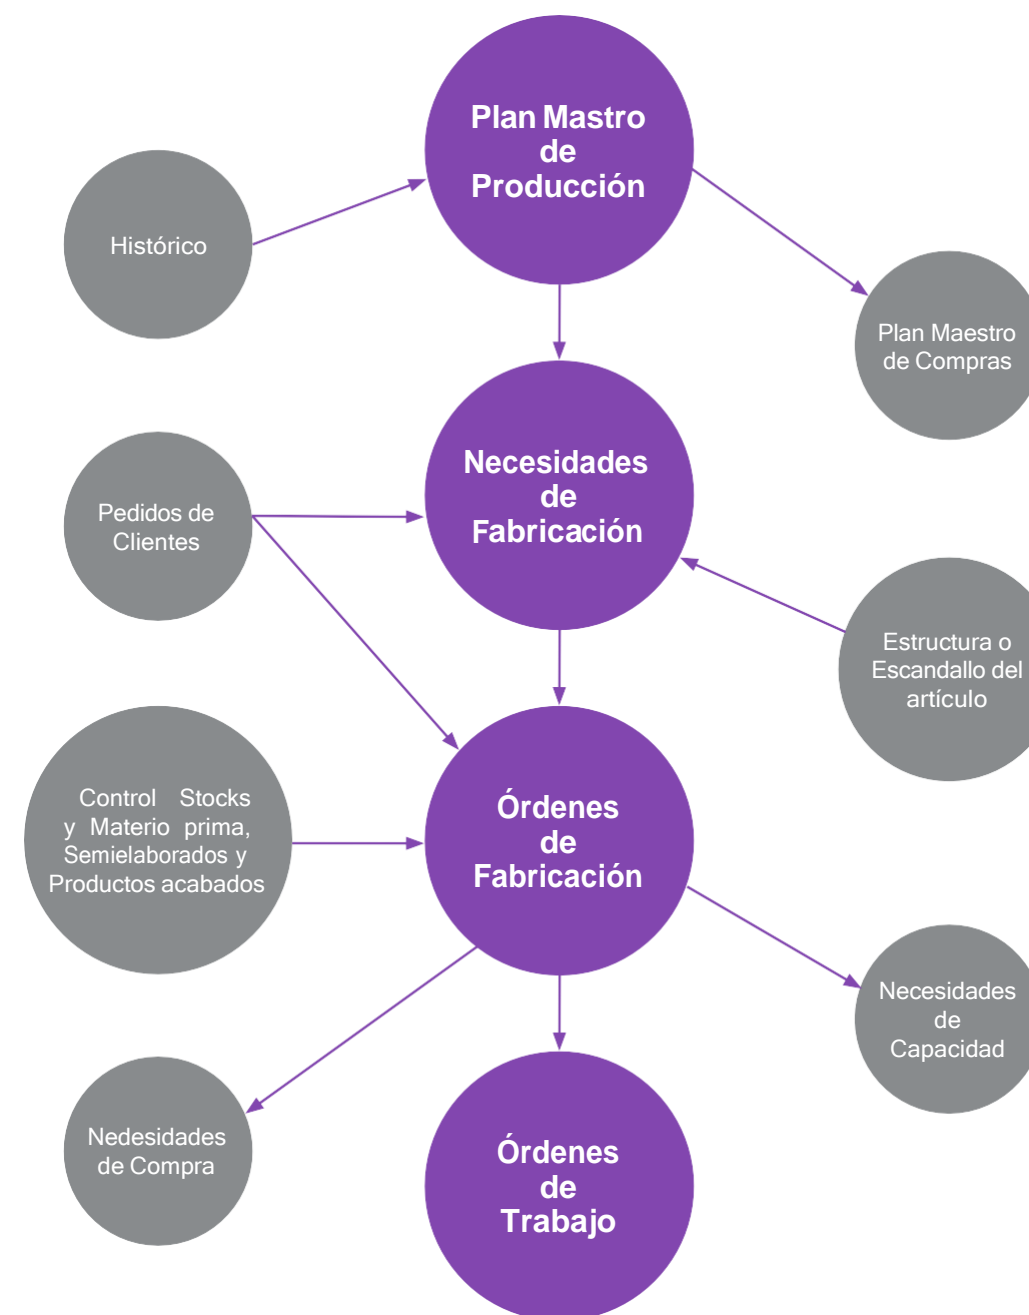 Plan Mastro
de
Producción
Histórico
Plan Maestro
de Compras
Necesidades
de
Fabricación
Pedidos de
Clientes
Estructura o
Escandallo del
artículo
Control Stocks
y Materio prima,
Semielaborados y
Productos acabados
Órdenes
de
Fabricación
Necesidades
de
Capacidad
Nedesidades
de Compra
Órdenes
de
Trabajo